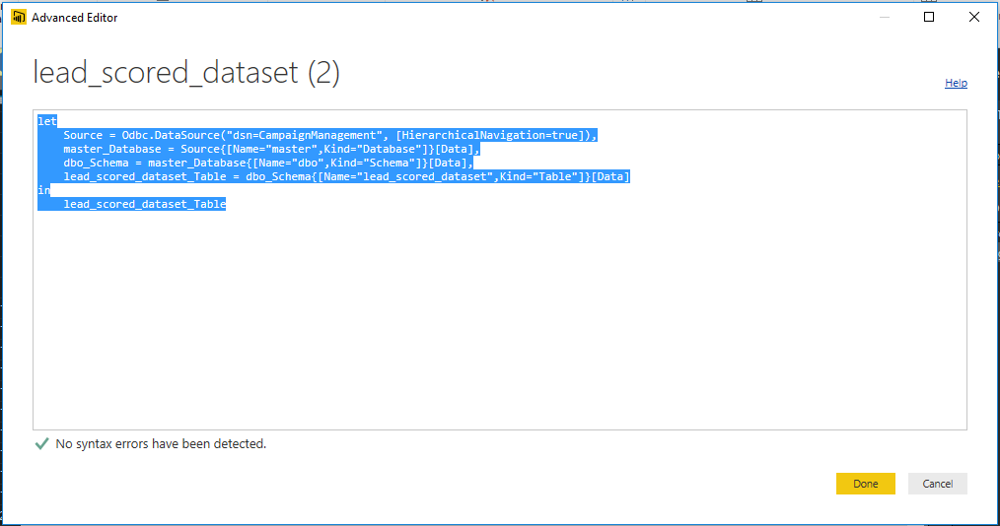 Advanced Editor
lead_scored_dataset (2)
Help
let
    Source = Odbc.DataSource("dsn=CampaignManagement", [HierarchicalNavigation=true]),
    master_Database = Source{[Name="master",Kind="Database"]}[Data],
    dbo_Schema = master_Database{[Name="dbo",Kind="Schema"]}[Data],
    lead_scored_dataset_Table = dbo_Schema{[Name="lead_scored_dataset",Kind="Table"]}[Data]
in
    lead_scored_dataset_Table
No syntax errors have been detected.
Done
Cancel